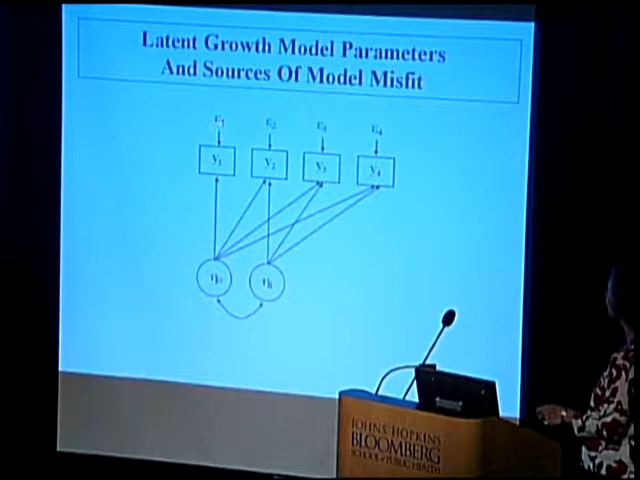 Latent Growth Model Parameters
And Sources Of Model Misfit
ε1 ε2 ε3 ε4
y1 y2 y3 y4
η0 η1
JOHNS HOPKINS
BLOOMBERG
SCHOOL of PUBLIC HEALTH